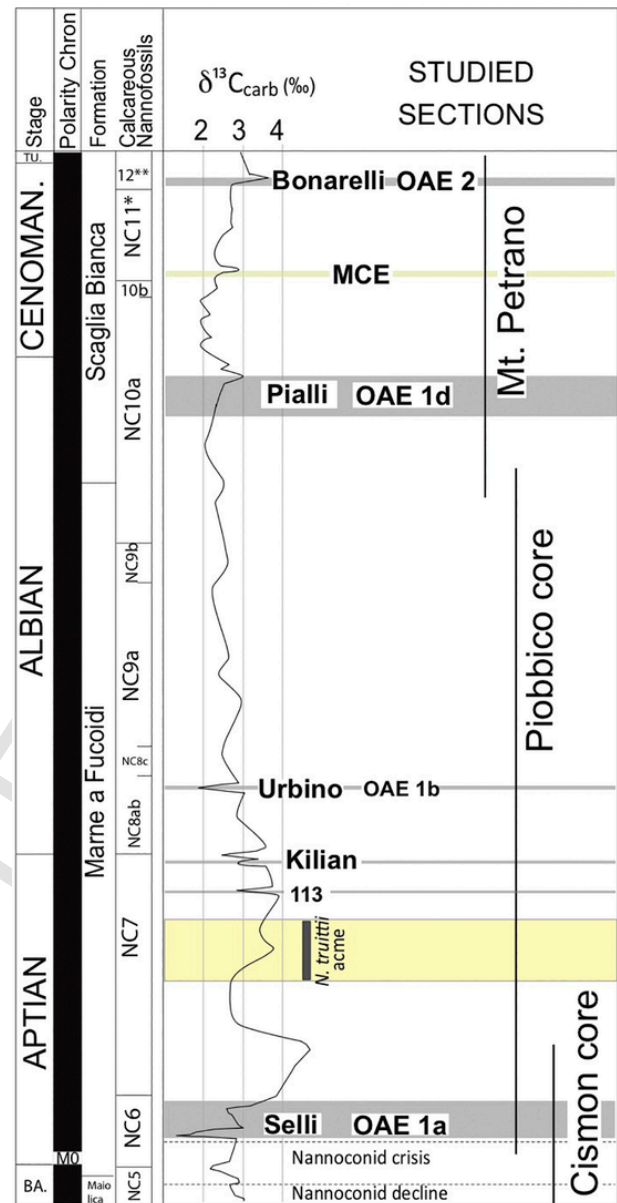 Stage
Polarity Chron
Formation
Calcareous
Nannofossils
δ¹³C carb (‰)
2 3 4
STUDIED
SECTIONS
TU.
CENOMAN.
ALBIAN
APTIAN
BA.
M0
Scaglia Bianca
Marne a Fucoidi
Maio
lica
12**
NC11*
10b
NC10a
NC9b
NC9a
NC8c
NC8ab
NC7
NC6
NC5
Bonarelli OAE 2
MCE
Pialli OAE 1d
Urbino OAE 1b
Kilian
113
N. truittii
acme
Selli OAE 1a
Nannoconid crisis
Nannoconid decline
Mt. Petrano
Piobbico core
Cismon core